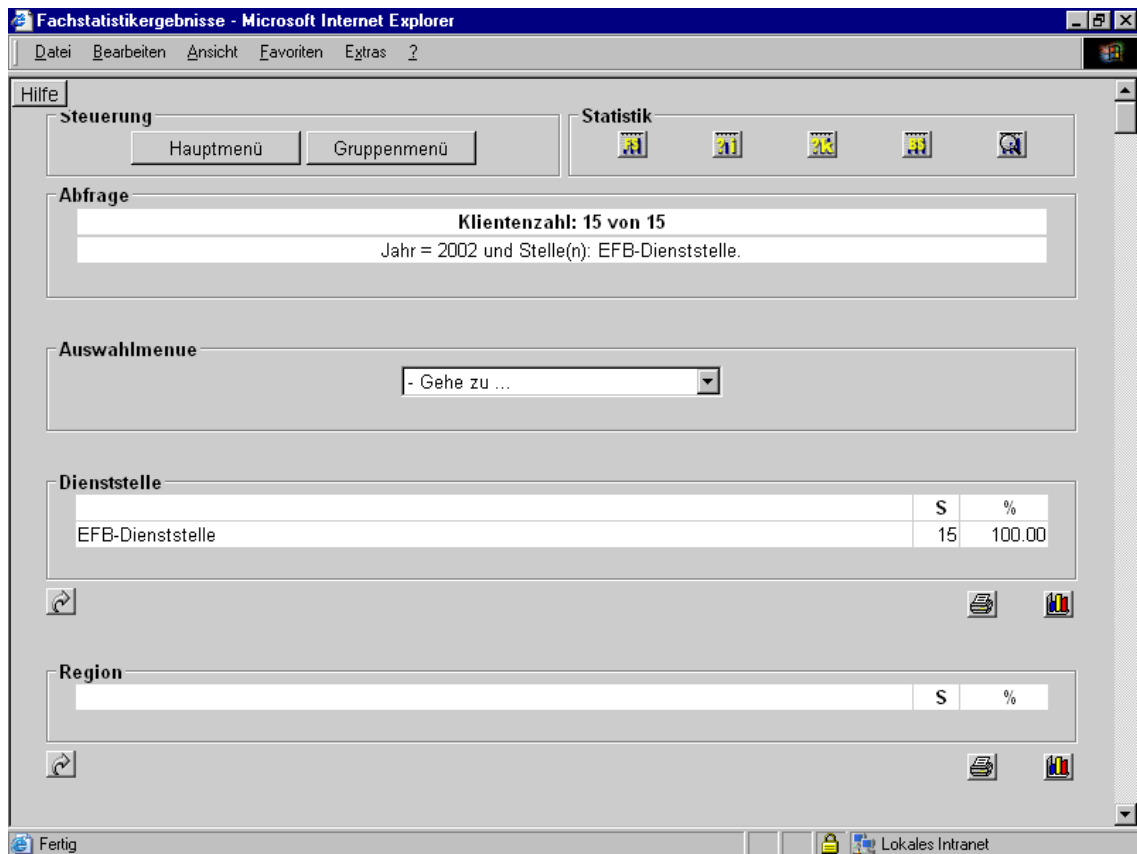 Fachstatistikergebnisse - Microsoft Internet Explorer
Datei Bearbeiten Ansicht Favoriten Extras ?
Hilfe
Steuerung Statistik
Hauptmenü Gruppenmenü
Abfrage
Klientenzahl: 15 von 15
Jahr = 2002 und Stelle(n): EFB-Dienststelle.
Auswahlmenue
- Gehe zu ...
Dienststelle
S %
EFB-Dienststelle 15 100.00
Region
S %
Fertig Lokales Intranet